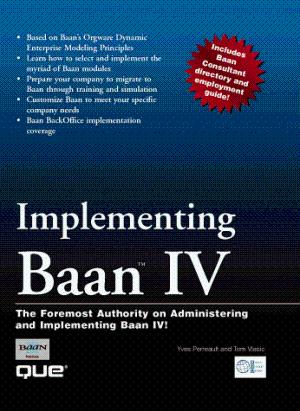 • Based on Baan's Orgware Dynamic
Enterprise Modeling Principles
• Learn how to select and implement the
myriad of Baan modules
• Prepare your company to migrate to
Baan through training and simulation
• Customize Baan to meet your specific
company needs
• Baan BackOffice implementation
coverage
Includes
Baan
Consultant
directory and
employment
guide!
Implementing
Baan™ IV
The Foremost Authority on Administering
and Implementing Baan IV!
Yves Perreault and Tom Vlasic
BaaN
QUE®